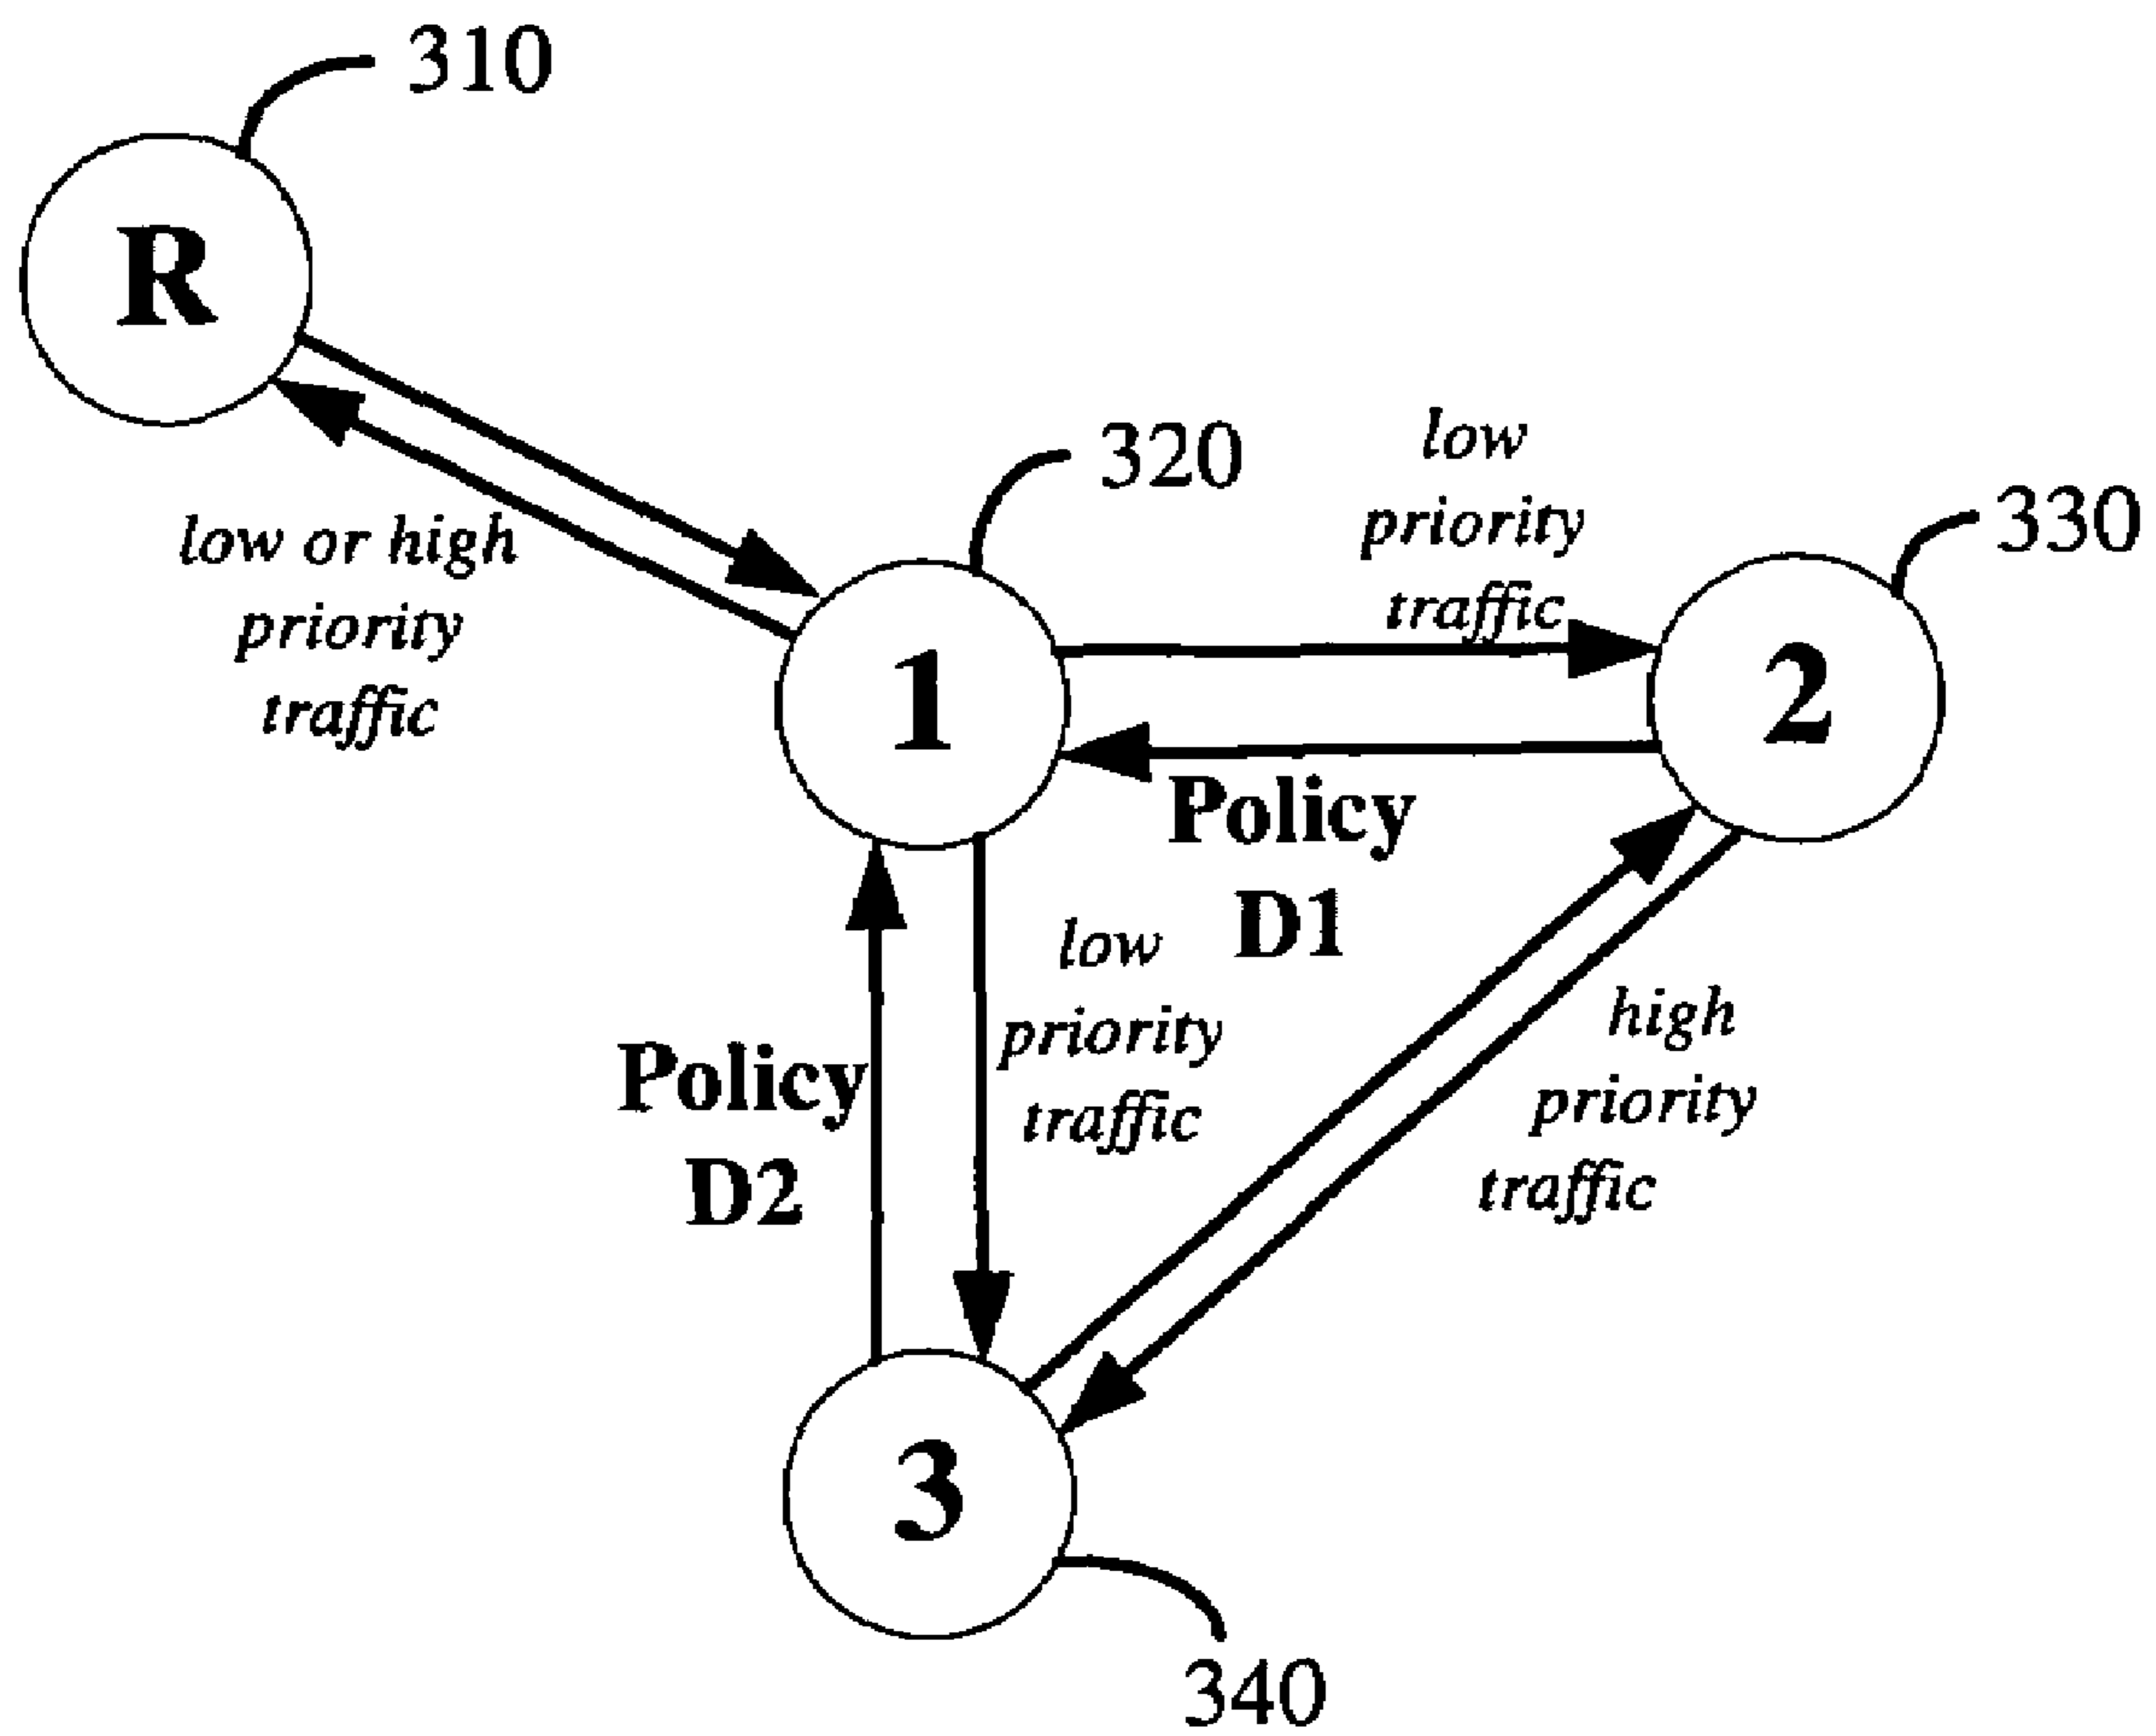 310
R
320
low
priority
traffic
330
low or high
priority
traffic
1
2
Policy
D1
low
priority
traffic
high
priority
traffic
Policy
D2
3
340